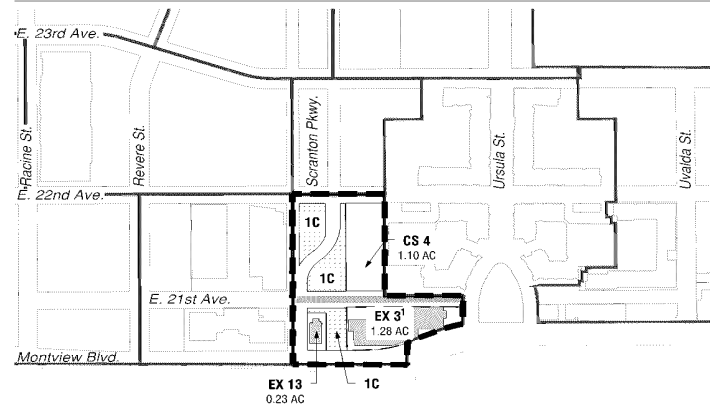 E. 23rd Ave.
Racine St.
Revere St.
Scranton Pkwy.
Ursula St.
Uvalda St.
E. 22nd Ave.
1C
CS 4
1.10 AC
1C
E. 21st Ave.
EX 3¹
1.28 AC
Montview Blvd.
EX 13
0.23 AC
1C